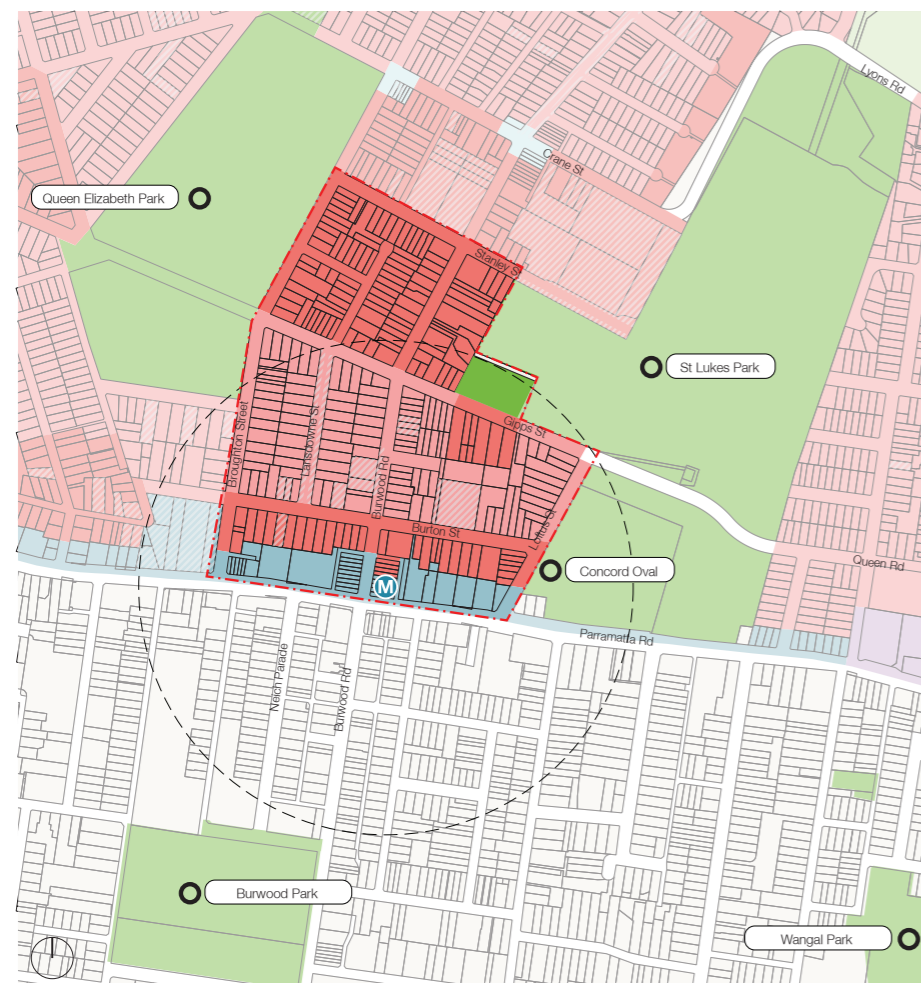 Lyons Rd
Crane St
Queen Elizabeth Park
Stanley St
St Lukes Park
Gipps St
Broughton Street
Lansdowne St
Burwood Rd
Burton St
Loftus St
Queen Rd
Concord Oval
M
Parramatta Rd
Neich Parade
Burwood Rd
Burwood Park
Wangal Park